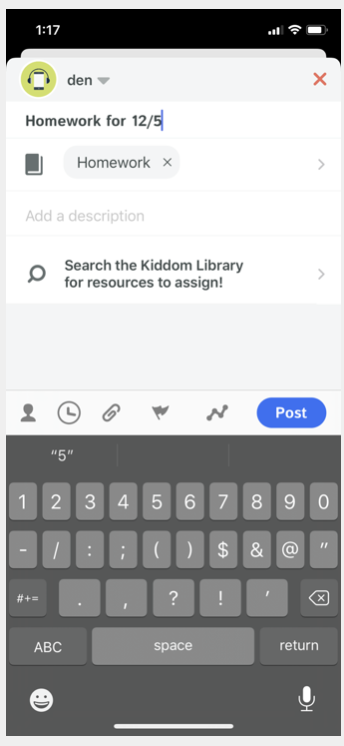 1:17
den
Homework for 12/5
Homework ×
Add a description
Search the Kiddom Library
for resources to assign!
Post
“5”
1 2 3 4 5 6 7 8 9 0
- / : ; ( ) $ & @ "
#+= . , ? ! '
ABC space return